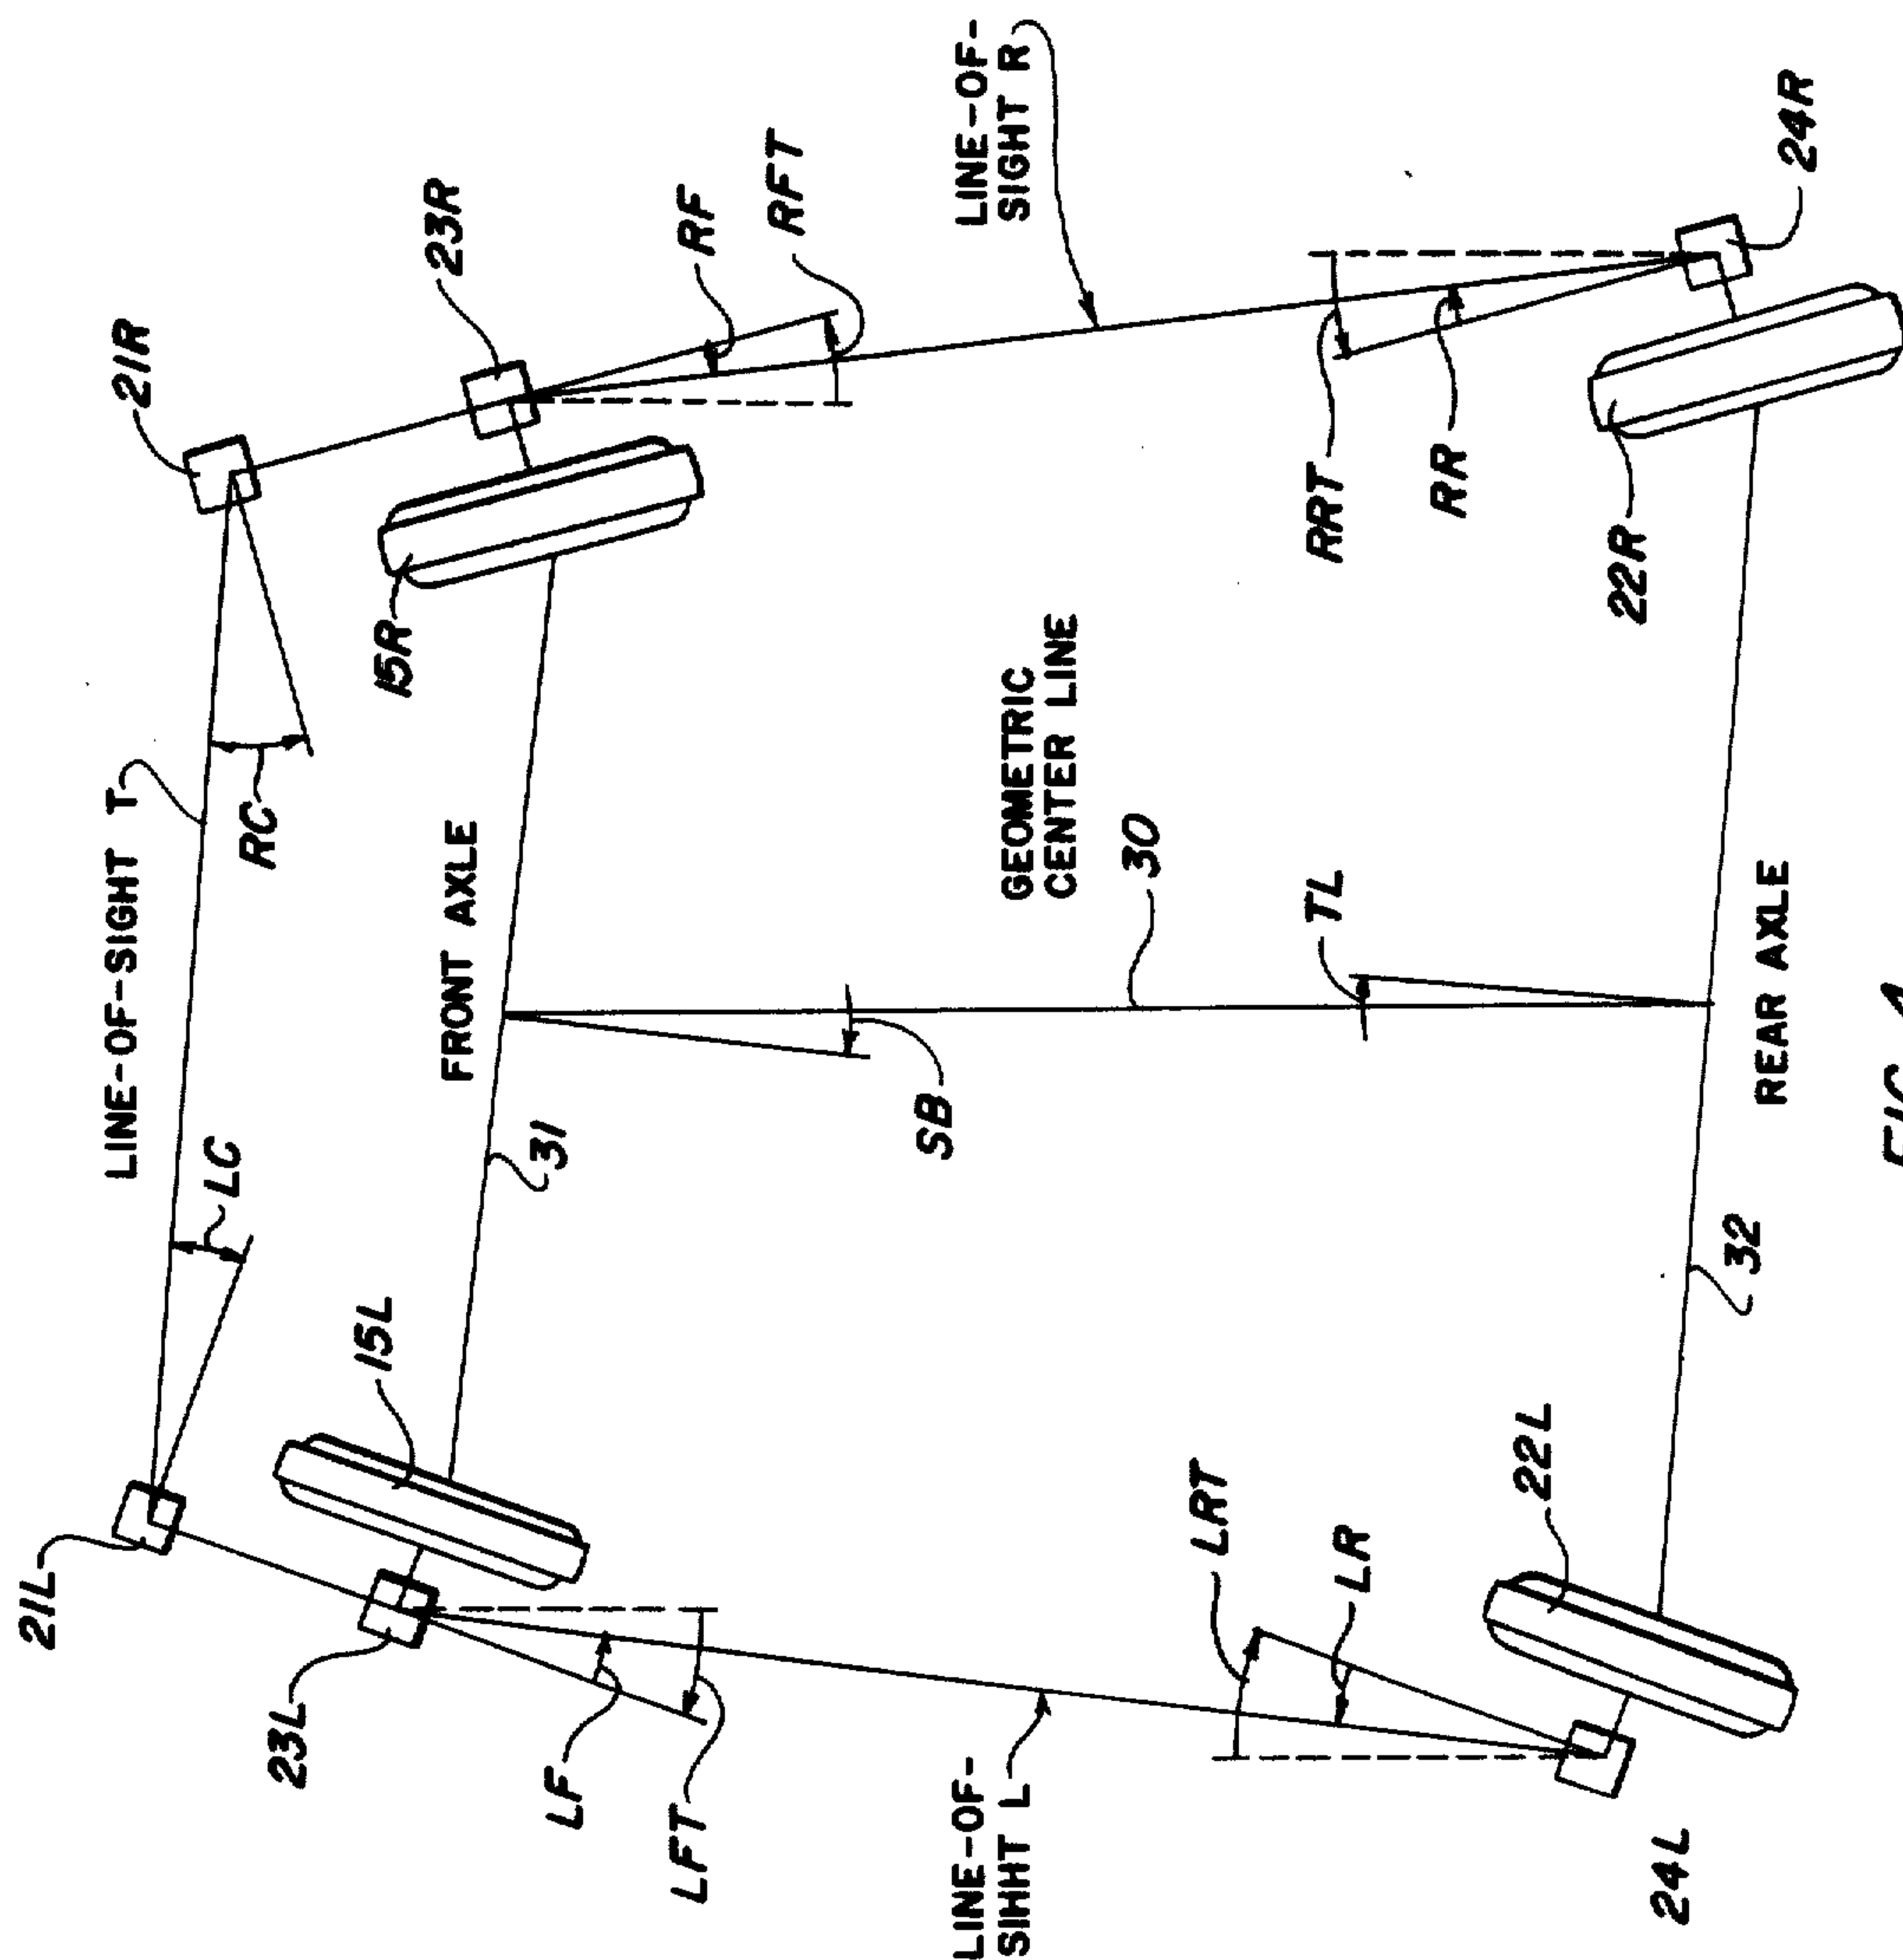 21L
LINE-OF-SIGHT T
21R
LC
RC
23L
15L
15R
23R
FRONT AXLE
31
LF
LFT
RF
RFT
SB
LINE-OF-
SIHHT L
LINE-OF-
SIGHT R
GEOMETRIC
CENTER LINE
30
LRT
TL
RRT
LR
RR
22L
22R
24L
32
REAR AXLE
24R